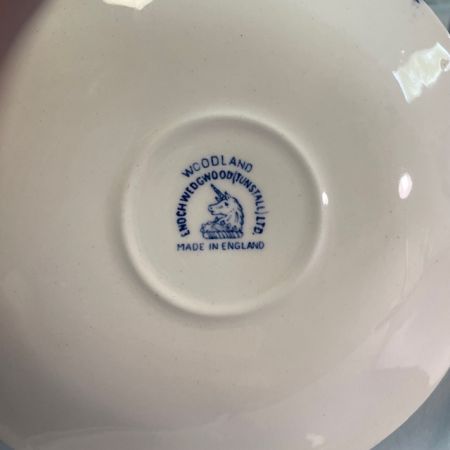 WOODLAND
ENOCH WEDGWOOD (TUNSTALL) LTD.
MADE IN ENGLAND